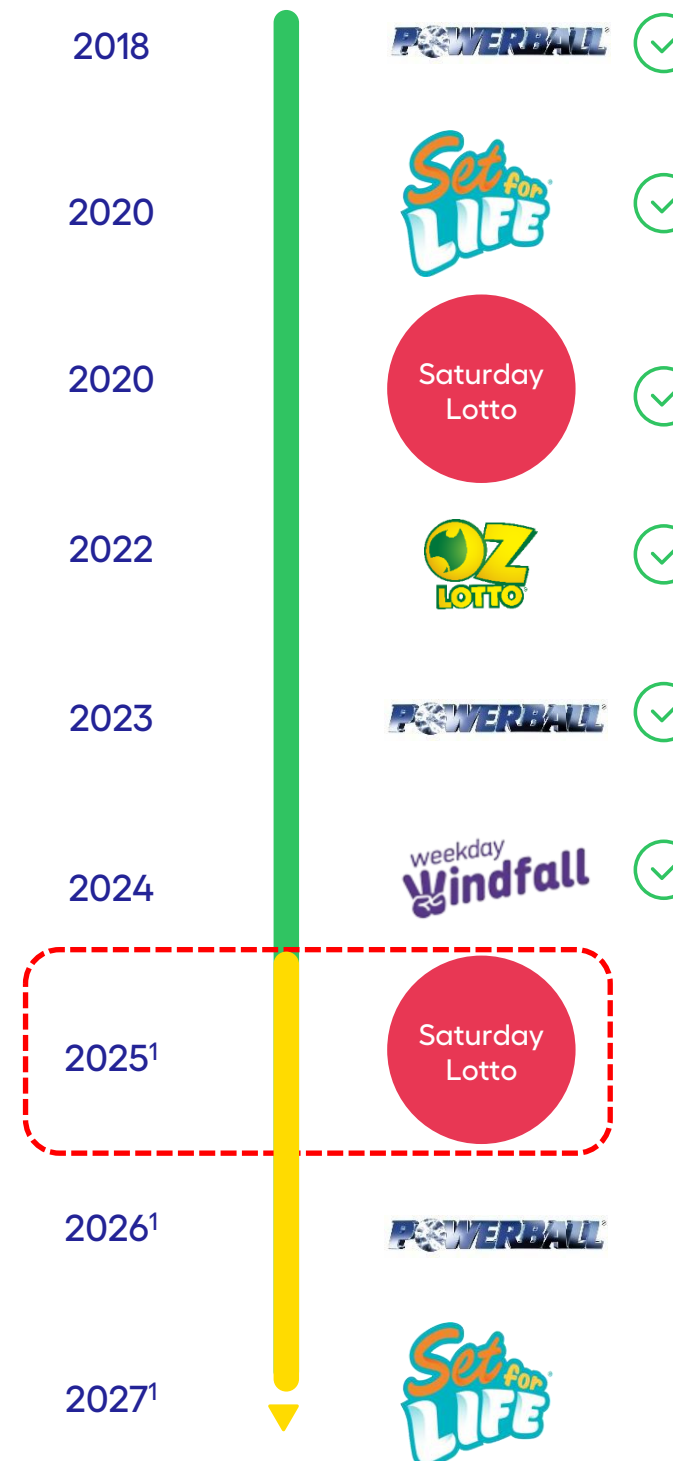 2018
POWERBALL
2020
Set for
LIFE
2020
Saturday
Lotto
2022
OZ
LOTTO
2023
POWERBALL
2024
weekday
Windfall
2025¹
Saturday
Lotto
2026¹
POWERBALL
2027¹
Set for
LIFE